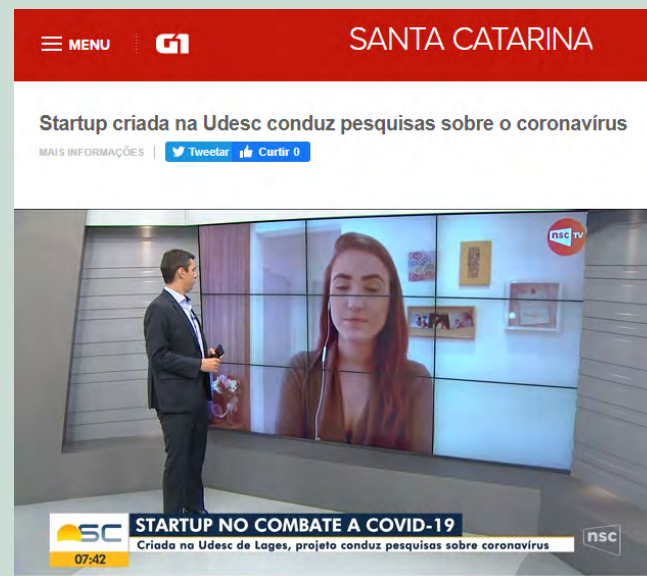 MENU
G1
SANTA CATARINA
Startup criada na Udesc conduz pesquisas sobre o coronavírus
MAIS INFORMAÇÕES
Tweetar
Curtir 0
nsc TV
SC
STARTUP NO COMBATE A COVID-19
Criada na Udesc de Lages, projeto conduz pesquisas sobre coronavírus
07:42
nsc